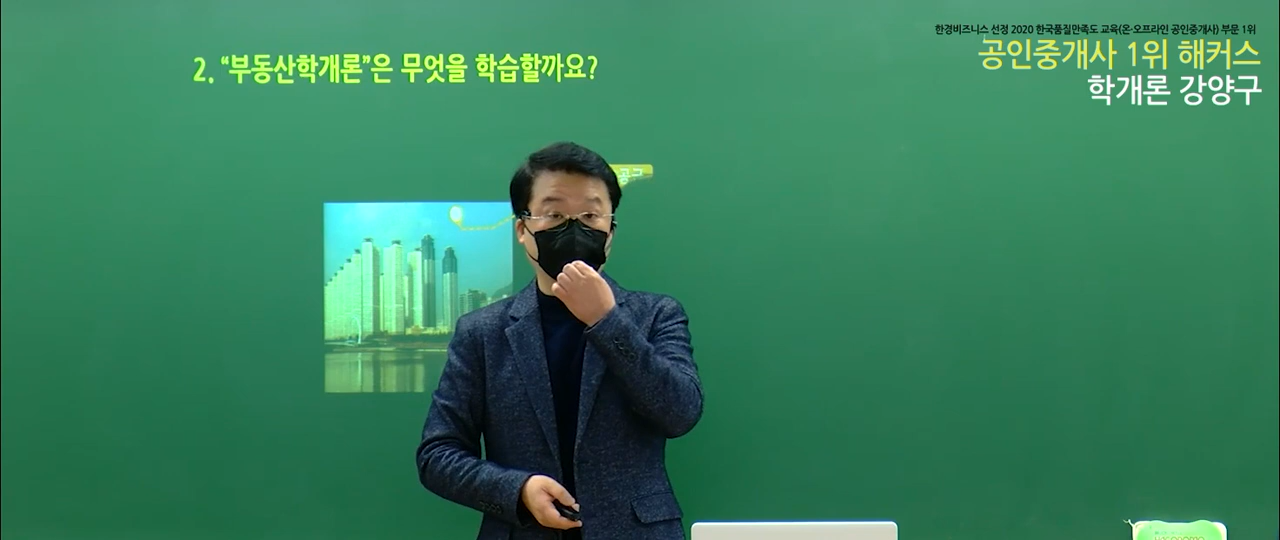 한경비즈니스 선정 2020 한국품질만족도 교육(온·오프라인 공인중개사) 부문 1위
공인중개사 1위 해커스
학개론 강양구
2. “부동산학개론”은 무엇을 학습할까요?